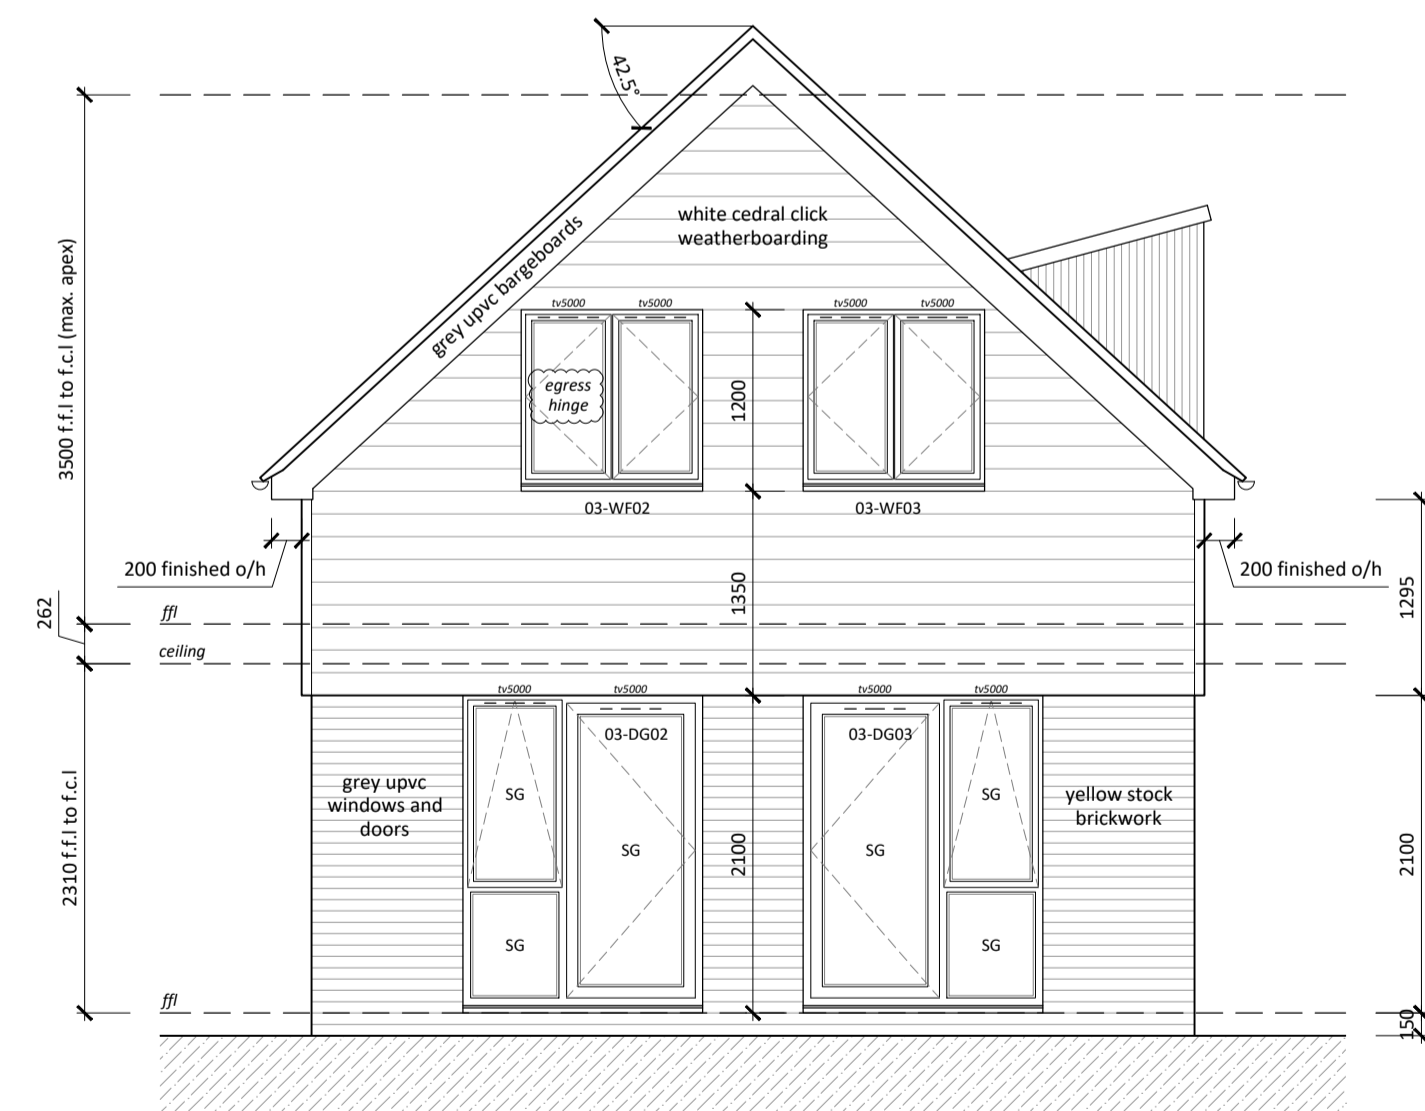 42.5°
white cedral click
weatherboarding
grey upvc bargeboards
3500 f.f.l to f.c.l (max. apex)
tv5000
tv5000
tv5000
tv5000
egress
hinge
1200
03-WF02
03-WF03
200 finished o/h
200 finished o/h
1350
1295
262
ffl
ceiling
tv5000
tv5000
tv5000
tv5000
03-DG02
03-DG03
grey upvc
windows and
doors
SG
SG
yellow stock
brickwork
2310 f.f.l to f.c.l
SG
2100
SG
2100
SG
SG
ffl
150